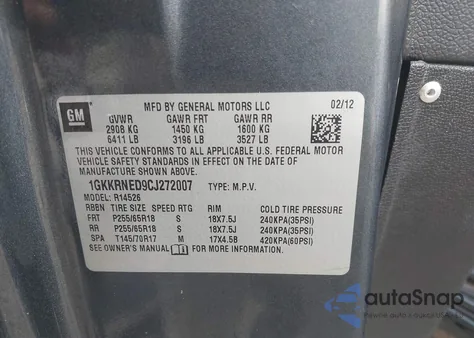 GM
MFD BY GENERAL MOTORS LLC 02/12
GVWR GAWR FRT GAWR RR
2908 KG 1450 KG 1600 KG
6411 LB 3196 LB 3527 LB
THIS VEHICLE CONFORMS TO ALL APPLICABLE U.S. FEDERAL MOTOR
VEHICLE SAFETY, BUMPER, AND THEFT PREVENTION STANDARDS
IN EFFECT ON THE DATE OF MANUFACTURE SHOWN ABOVE.
1GKKRNED9CJ272007 TYPE: M.P.V.
MODEL: R14526
RBBN TIRE SIZE SPEED RTG RIM COLD TIRE PRESSURE
FRT P255/65R18 S 18X7.5J 240KPA(35PSI)
RR P255/65R18 S 18X7.5J 240KPA(35PSI)
SPA T145/70R17 M 17X4.5B 420KPA(60PSI)
SEE OWNER'S MANUAL FOR MORE INFORMATION.
autoSnap